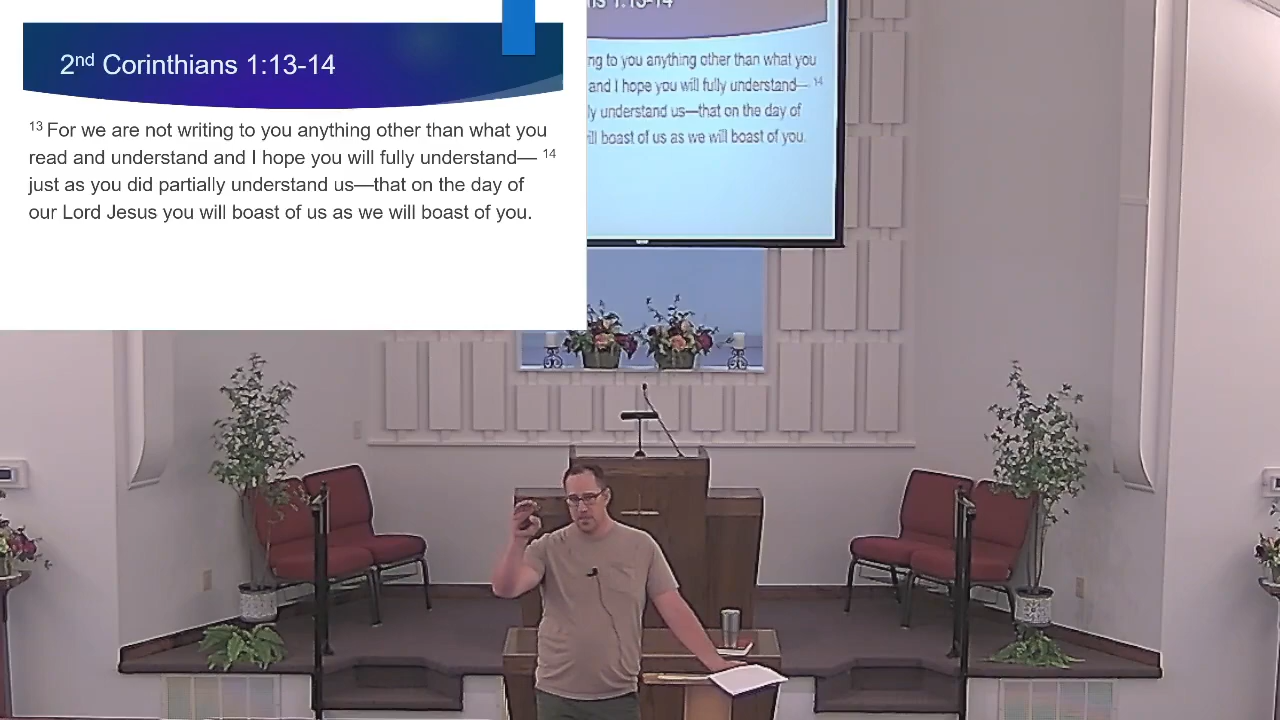 2nd Corinthians 1:13-14
13 For we are not writing to you anything other than what you
read and understand and I hope you will fully understand— 14
just as you did partially understand us—that on the day of
our Lord Jesus you will boast of us as we will boast of you.
ns 1:13-14
ng to you anything other than what you
and I hope you will fully understand— 14
ly understand us—that on the day of
ill boast of us as we will boast of you.